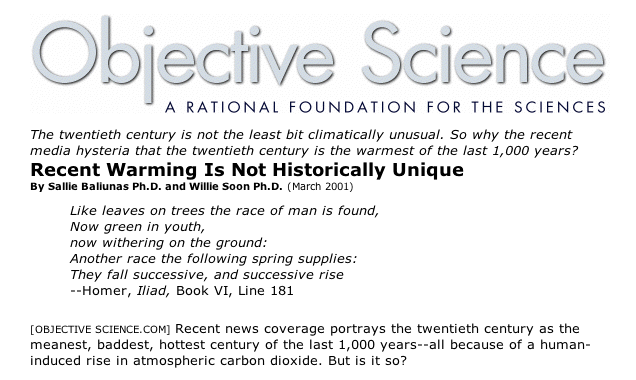 Objective Science
A RATIONAL FOUNDATION FOR THE SCIENCES
The twentieth century is not the least bit climatically unusual. So why the recent
media hysteria that the twentieth century is the warmest of the last 1,000 years?
Recent Warming Is Not Historically Unique
By Sallie Baliunas Ph.D. and Willie Soon Ph.D. (March 2001)
Like leaves on trees the race of man is found,
Now green in youth,
now withering on the ground:
Another race the following spring supplies:
They fall successive, and successive rise
--Homer, Iliad, Book VI, Line 181
[OBJECTIVE SCIENCE.COM] Recent news coverage portrays the twentieth century as the
meanest, baddest, hottest century of the last 1,000 years--all because of a human-
induced rise in atmospheric carbon dioxide. But is it so?